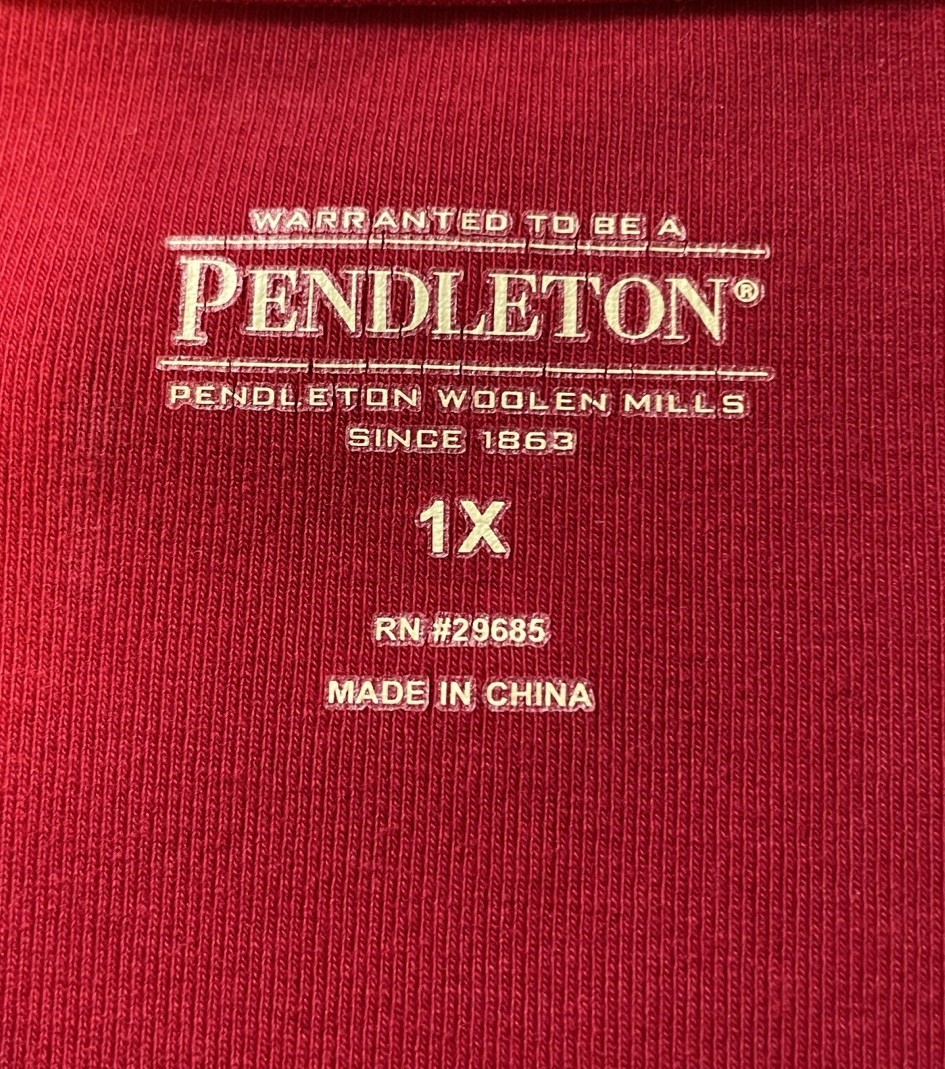 WARRANTED TO BE A
PENDLETON®
PENDLETON WOOLEN MILLS
SINCE 1863
1X
RN #29685
MADE IN CHINA